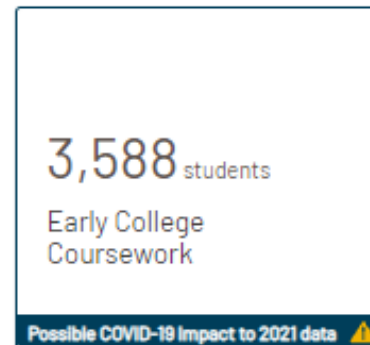 3,588 students
Early College
Coursework
Possible COVID-19 Impact to 2021 data